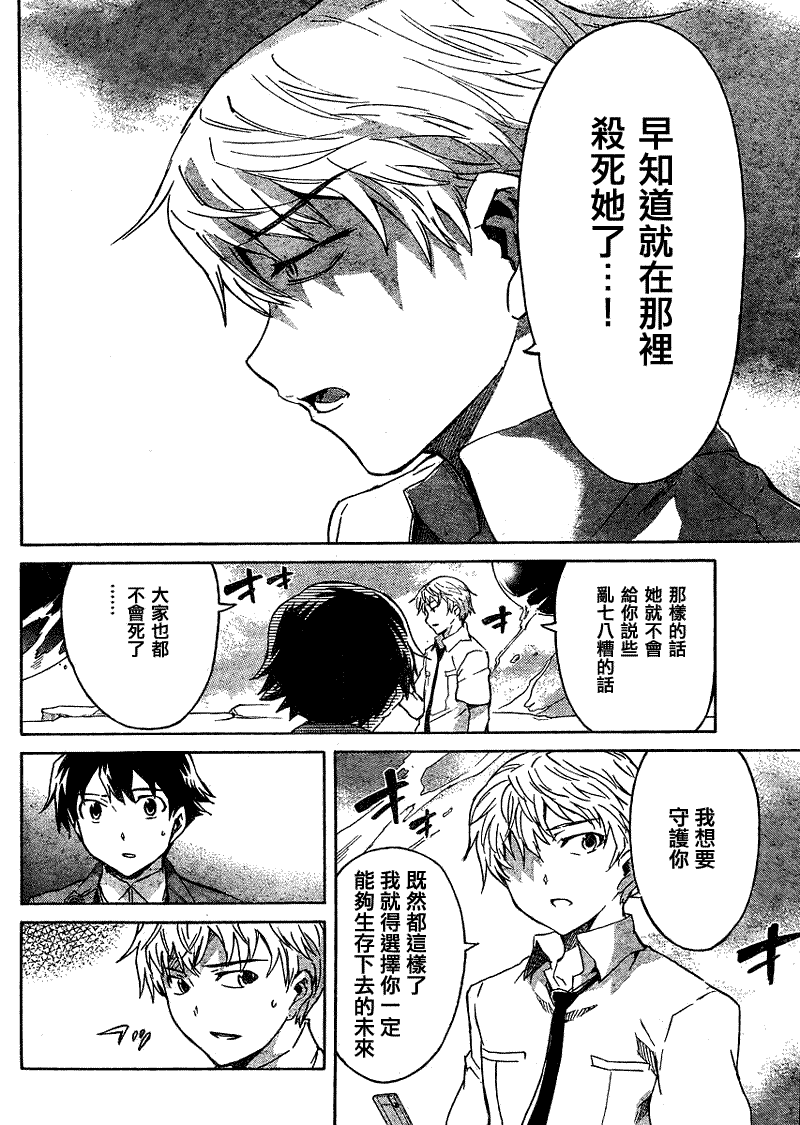 早知道就在那裡
殺死她了…！
那樣的話
她就不會
給你說些
亂七八糟的話
大家也都
不會死了
……
我想要
守護你
既然都這樣了
我就得選擇你一定
能夠生存下去的未來